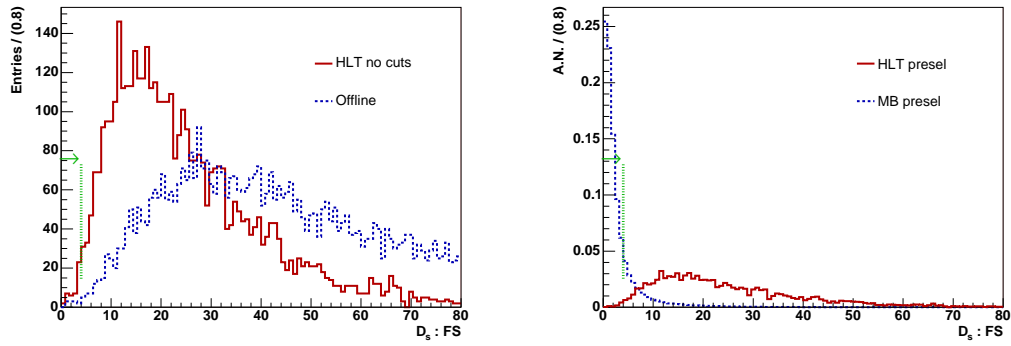 Entries / (0.8)
140
120
100
80
60
40
20
0
0 10 20 30 40 50 60 70 80
D_s : FS
HLT no cuts
Offline
A.N. / (0.8)
0.25
0.2
0.15
0.1
0.05
0
0 10 20 30 40 50 60 70 80
D_s : FS
HLT presel
MB presel